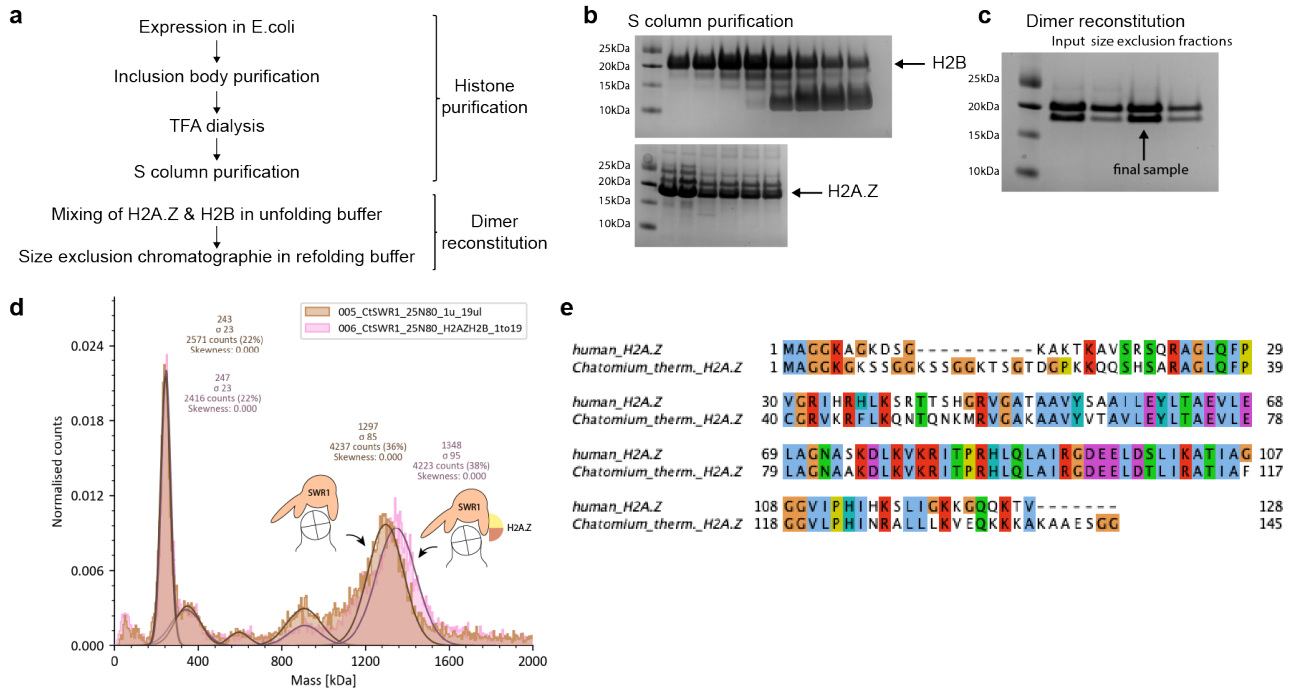 a
Expression in E.coli
Inclusion body purification
TFA dialysis
S column purification
Histone
purification
Mixing of H2A.Z & H2B in unfolding buffer
Size exclusion chromatographie in refolding buffer
Dimer
reconstitution
b
S column purification
25kDa
20kDa
15kDa
10kDa
H2B
25kDa
20kDa
15kDa
10kDa
H2A.Z
c
Dimer reconstitution
Input size exclusion fractions
25kDa
20kDa
15kDa
10kDa
final sample
d
005_CtSWR1_25N80_1u_19ul
006_CtSWR1_25N80_H2AZH2B_1to19
243
σ 23
2571 counts (22%)
Skewness: 0.000
247
σ 23
2416 counts (22%)
Skewness: 0.000
1297
σ 85
4237 counts (36%)
Skewness: 0.000
1348
σ 95
4223 counts (38%)
Skewness: 0.000
SWR1
SWR1
H2A.Z
Normalised counts
0.024
0.018
0.012
0.006
0.000
0 400 800 1200 1600 2000
Mass [kDa]
e
human_H2A.Z 1 MAGGKAGKDSG------------KAKTKAVSRSQRAGLQFP 29
Chatomium_therm._H2A.Z 1 MAGGKGKSSGGKSSGGKTSGTDGPKKQQSHSARAGLQFP 39
human_H2A.Z 30 VGRIHRHLKSRTTSHGRVGATAAVYSAAILEYLTAEVLE 68
Chatomium_therm._H2A.Z 40 CGRVKRFLKQNTQNKMRVGAKAAVYVTAVLEYLTAEVLE 78
human_H2A.Z 69 LAGNASKDLKVKRITPRHLQLAIRGDEELDSLIKATIAG 107
Chatomium_therm._H2A.Z 79 LAGNAAKDLKVKRITPRHLQLAIRGDEELDTLIRATIAF 117
human_H2A.Z 108 GGVIPHIHKSLIGKKGQQKTV------- 128
Chatomium_therm._H2A.Z 118 GGVLPHINRALLLKVEQKKKAKAAESGG 145